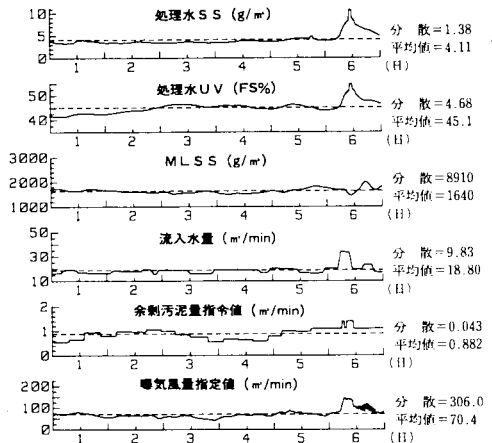 処理水SS (g/㎥)
10
5
0
1 2 3 4 5 6 (日)
分 散=1.38
平均値=4.11
処理水UV (FS%)
50
40
1 2 3 4 5 6 (日)
分 散=4.68
平均値=45.1
MLSS (g/㎥)
3000
2000
1000
1 2 3 4 5 6 (日)
分 散=8910
平均値=1640
流入水量 (㎥/min)
50
30
10
1 2 3 4 5 6 (日)
分 散=9.83
平均値=18.80
余剰汚泥量指令値 (㎥/min)
2
1
0
1 2 3 4 5 6 (日)
分 散=0.043
平均値=0.882
曝気風量指定値 (㎥/min)
200
100
0
1 2 3 4 5 6 (日)
分 散=306.0
平均値=70.4